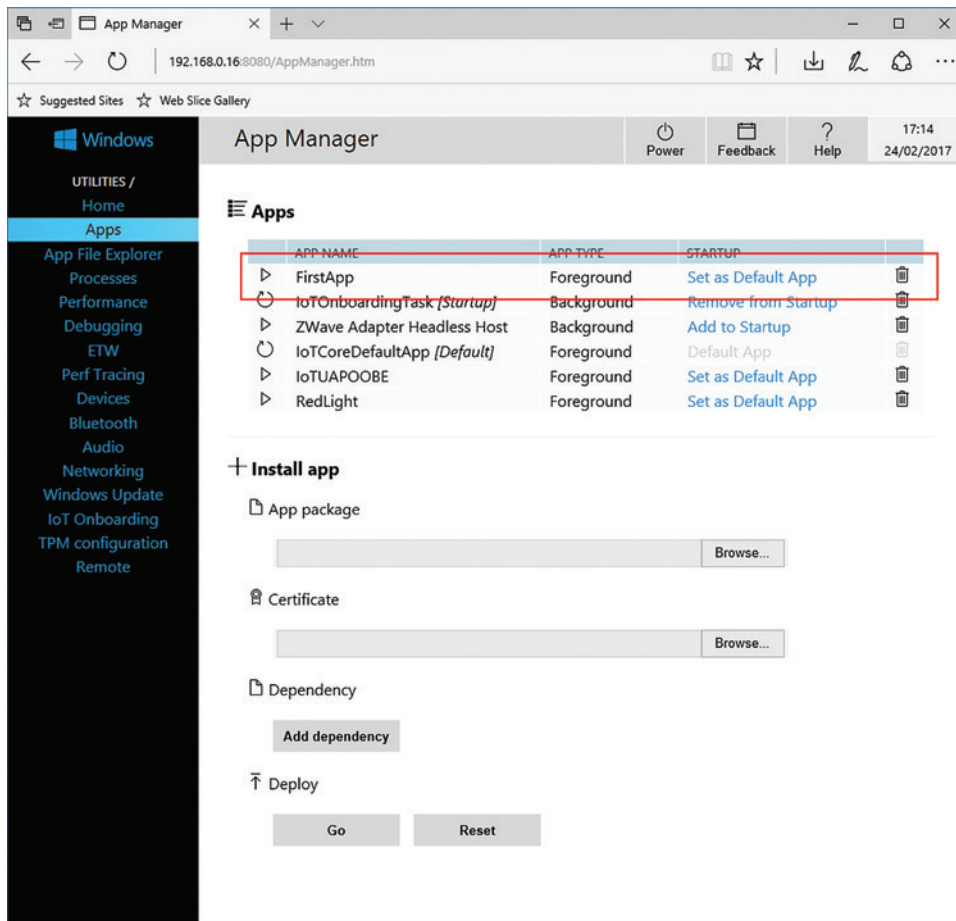 App Manager
192.168.0.16:8080/AppManager.htm
Suggested Sites Web Slice Gallery
Windows
App Manager
Power
Feedback
Help
17:14
24/02/2017
UTILITIES /
Home
Apps
App File Explorer
Processes
Performance
Debugging
ETW
Perf Tracing
Devices
Bluetooth
Audio
Networking
Windows Update
IoT Onboarding
TPM configuration
Remote
Apps
APP NAME APP TYPE STARTUP
FirstApp Foreground Set as Default App
IoTOnboardingTask [Startup] Background Remove from Startup
ZWave Adapter Headless Host Background Add to Startup
IoTCoreDefaultApp [Default] Foreground Default App
IoTUAPOOBE Foreground Set as Default App
RedLight Foreground Set as Default App
Install app
App package
Browse...
Certificate
Browse...
Dependency
Add dependency
Deploy
Go Reset